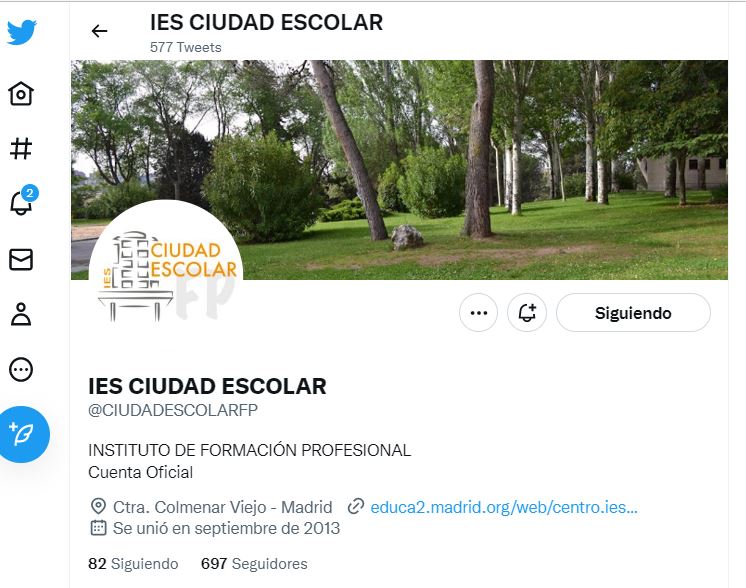 IES CIUDAD ESCOLAR
577 Tweets
2
IES
CIUDAD
ESCOLAR
FP
Siguiendo
IES CIUDAD ESCOLAR
@CIUDADESCOLARFP
INSTITUTO DE FORMACIÓN PROFESIONAL
Cuenta Oficial
Ctra. Colmenar Viejo - Madrid educa2.madrid.org/web/centro.ies...
Se unió en septiembre de 2013
82 Siguiendo 697 Seguidores